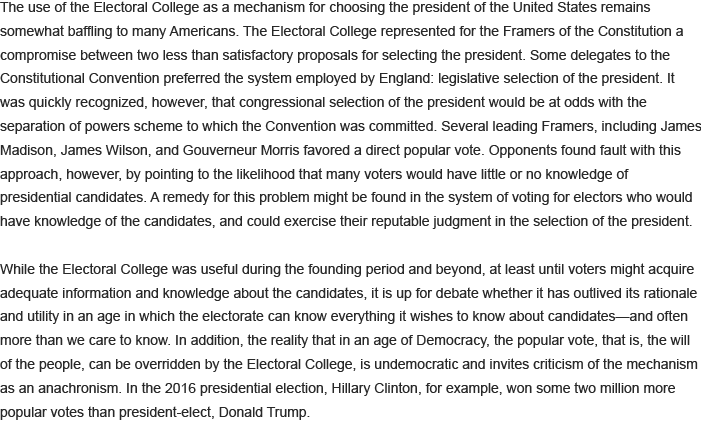 The use of the Electoral College as a mechanism for choosing the president of the United States remains
somewhat baffling to many Americans. The Electoral College represented for the Framers of the Constitution a
compromise between two less than satisfactory proposals for selecting the president. Some delegates to the
Constitutional Convention preferred the system employed by England: legislative selection of the president. It
was quickly recognized, however, that congressional selection of the president would be at odds with the
separation of powers scheme to which the Convention was committed. Several leading Framers, including James
Madison, James Wilson, and Gouverneur Morris favored a direct popular vote. Opponents found fault with this
approach, however, by pointing to the likelihood that many voters would have little or no knowledge of
presidential candidates. A remedy for this problem might be found in the system of voting for electors who would
have knowledge of the candidates, and could exercise their reputable judgment in the selection of the president.
While the Electoral College was useful during the founding period and beyond, at least until voters might acquire
adequate information and knowledge about the candidates, it is up for debate whether it has outlived its rationale
and utility in an age in which the electorate can know everything it wishes to know about candidates—and often
more than we care to know. In addition, the reality that in an age of Democracy, the popular vote, that is, the will
of the people, can be overridden by the Electoral College, is undemocratic and invites criticism of the mechanism
as an anachronism. In the 2016 presidential election, Hillary Clinton, for example, won some two million more
popular votes than president-elect, Donald Trump.